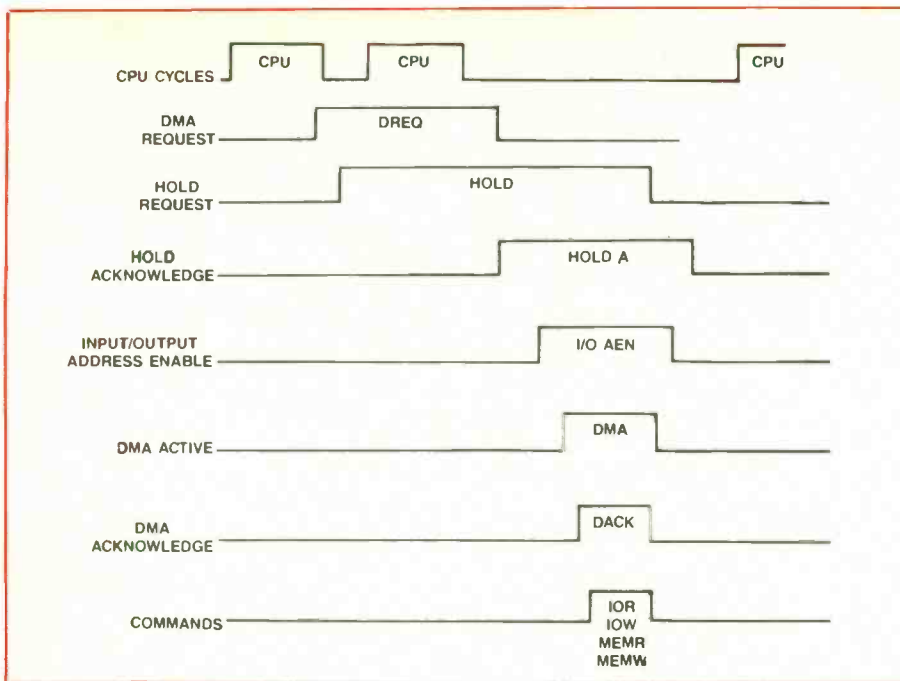 CPU CPU CPU
CPU CYCLES
DMA
REQUEST
DREQ
HOLD
REQUEST
HOLD
HOLD
ACKNOWLEDGE
HOLD A
INPUT/OUTPUT
ADDRESS ENABLE
I/O AEN
DMA ACTIVE
DMA
DMA
ACKNOWLEDGE
DACK
COMMANDS
IOR
IOW
MEMR
MEMW